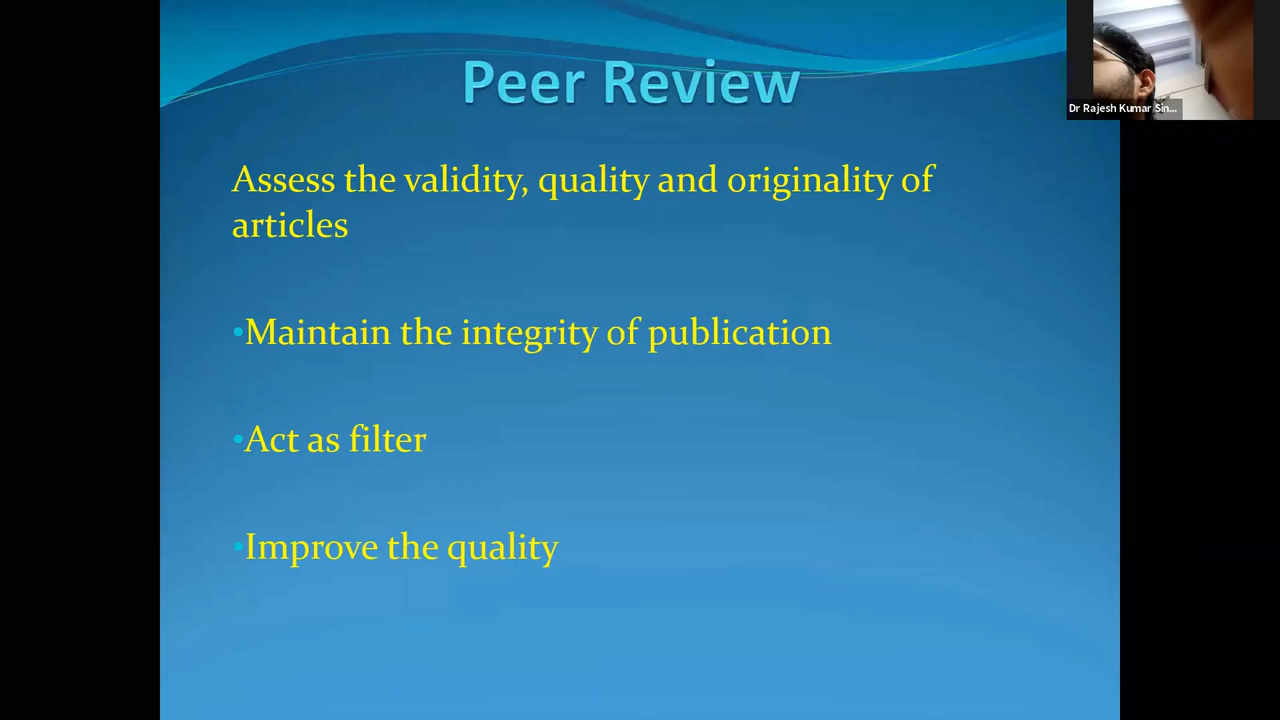 Peer Review
Dr Rajesh Kumar Sin...
Assess the validity, quality and originality of
articles
•Maintain the integrity of publication
•Act as filter
•Improve the quality